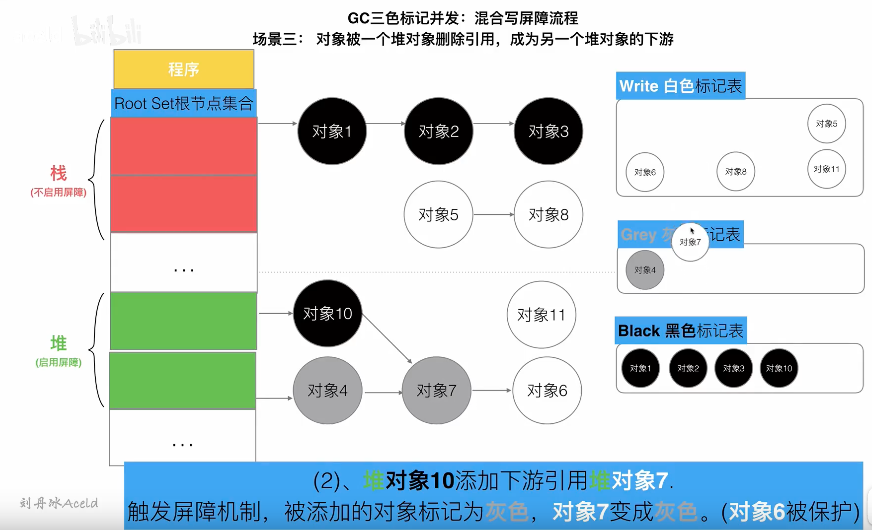 GC三色标记并发：混合写屏障流程
场景三： 对象被一个堆对象删除引用，成为另一个堆对象的下游
bilibili
程序
Root Set根节点集合
栈
(不启用屏障)
...
堆
(启用屏障)
...
对象1
对象2
对象3
对象5
对象8
对象10
对象11
对象4
对象7
对象6
Write 白色标记表
对象5
对象6
对象8
对象11
Grey 灰色标记表
对象7
对象4
Black 黑色标记表
对象1
对象2
对象3
对象10
(2)、堆对象10添加下游引用堆对象7.
触发屏障机制，被添加的对象标记为灰色，对象7变成灰色。(对象6被保护)
刘丹冰Aceld